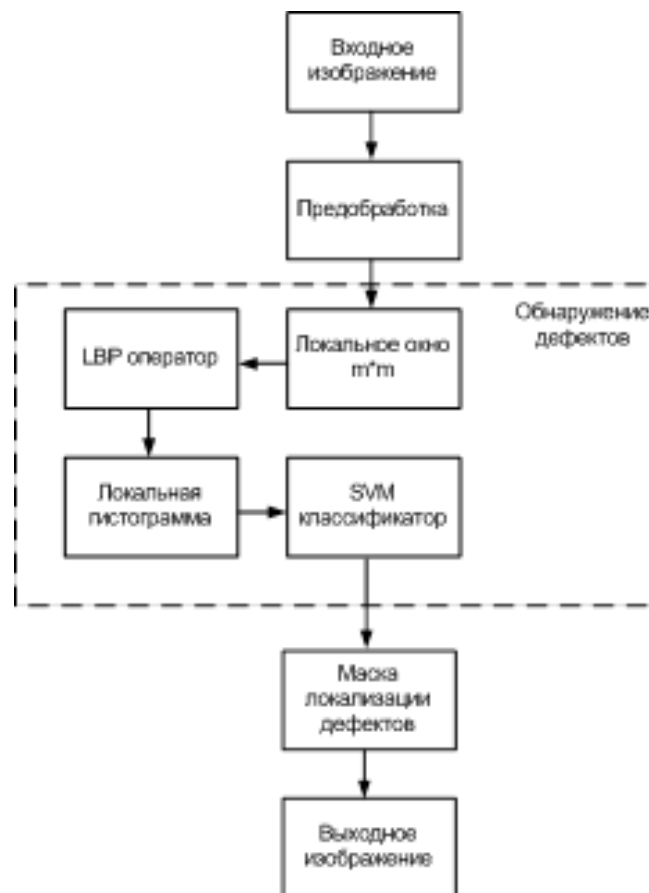 Входное
изображение
Предобработка
Обнаружение
дефектов
Локальное окно
m*m
LBP оператор
Локальная
гистограмма
SVM
классификатор
Маска
локализации
дефектов
Выходное
изображение